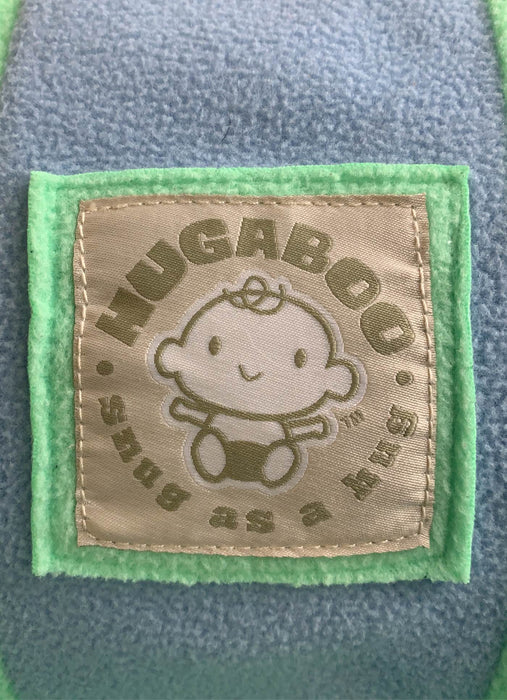 HUGABOO
• snug as a hug •
TM